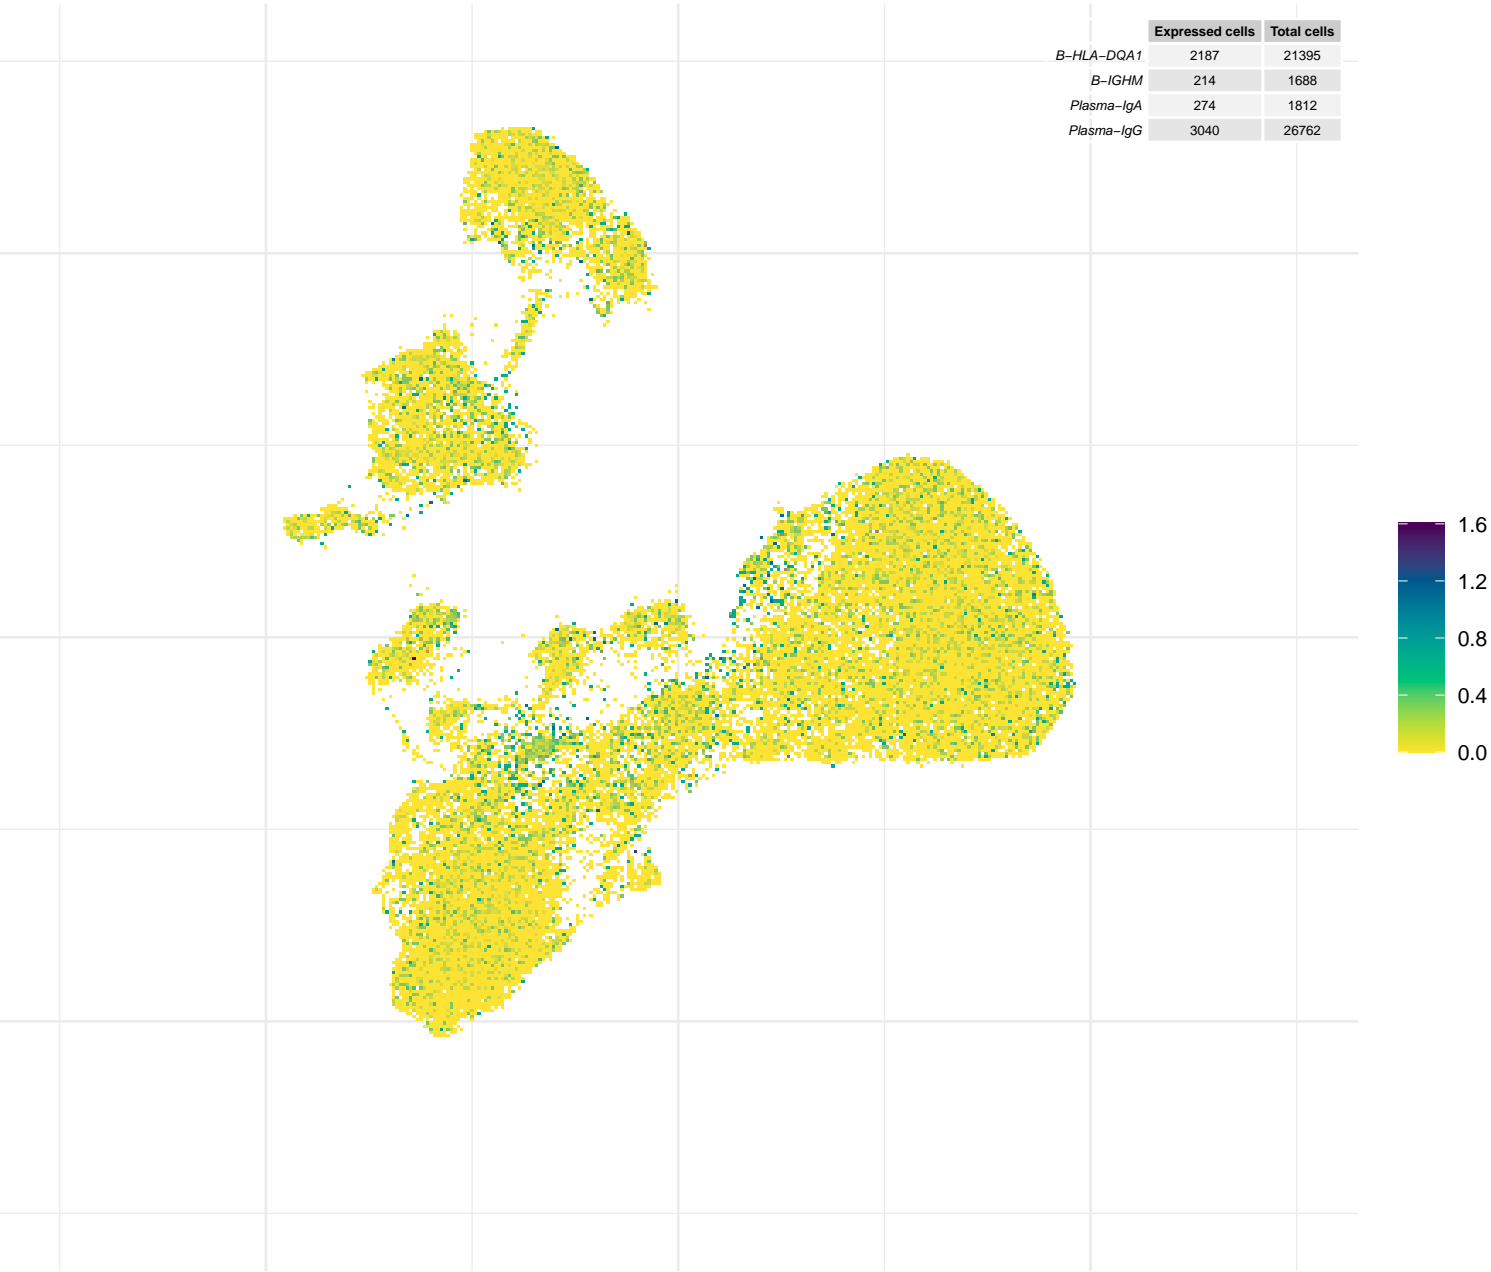 Expressed cells Total cells
B-HLA-DQA1 2187 21395
B-IGHM 214 1688
Plasma-IgA 274 1812
Plasma-IgG 3040 26762
1.6
1.2
0.8
0.4
0.0